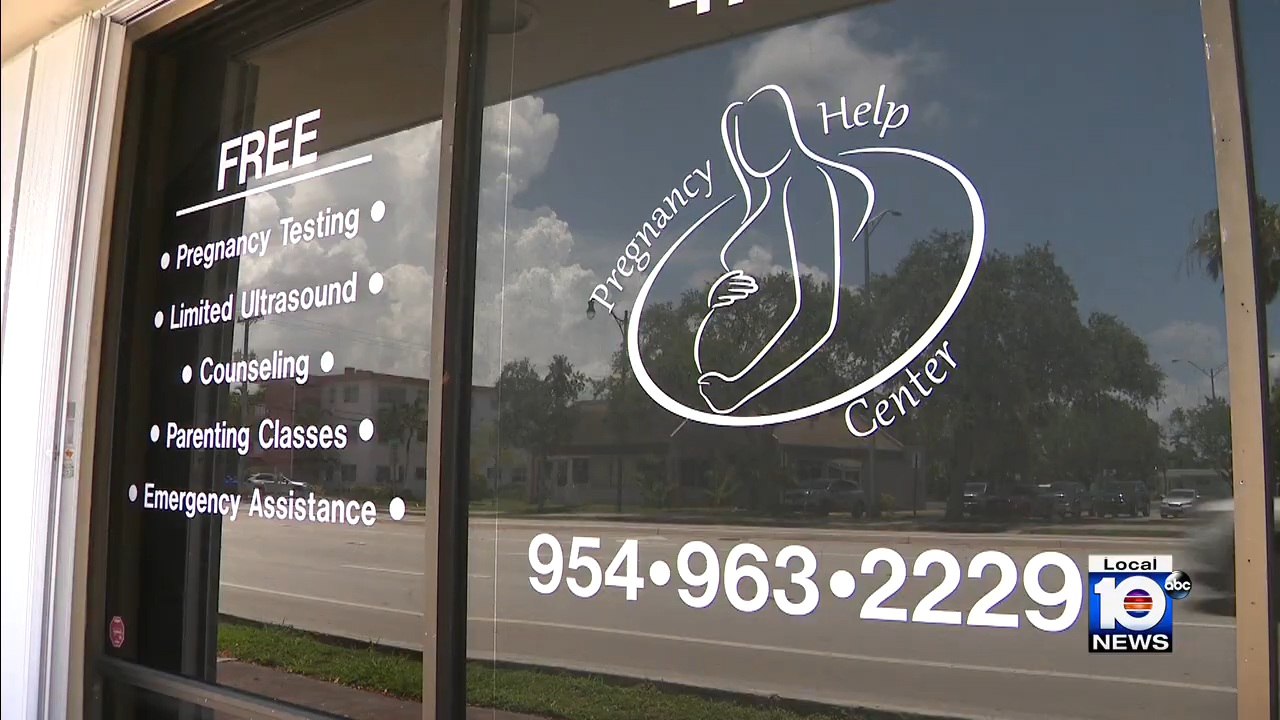 FREE
• Pregnancy Testing •
• Limited Ultrasound •
• Counseling •
• Parenting Classes •
• Emergency Assistance •
Pregnancy Help
Center
954•963•2229
Local
10 abc
NEWS